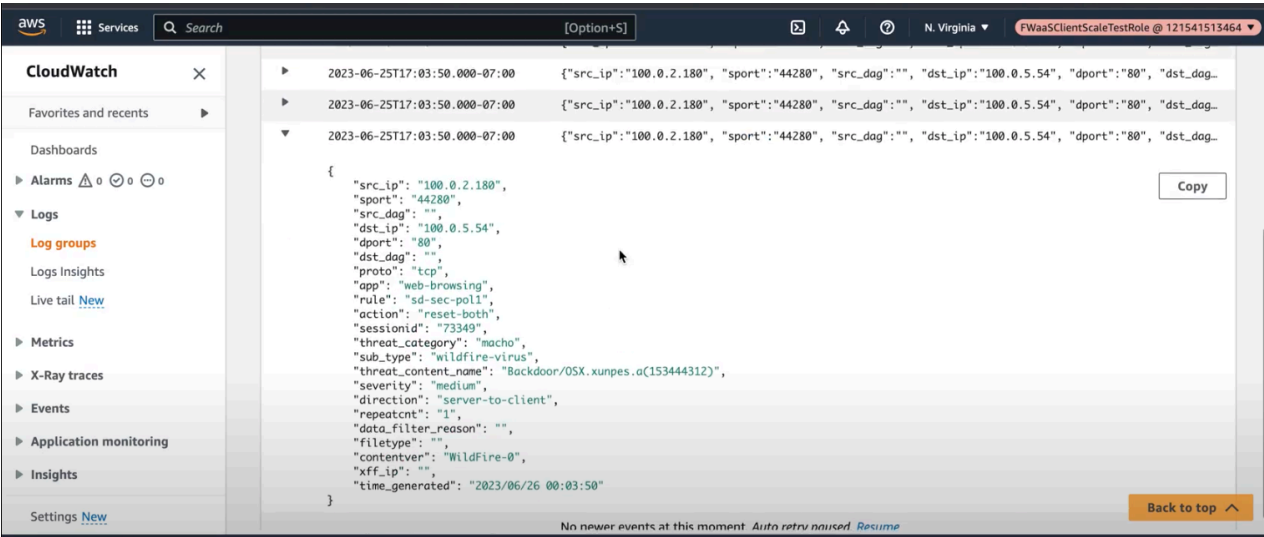 aws Services Search [Option+S] N. Virginia ▼ FWaaSClientScaleTestRole @ 121541513464 ▼
CloudWatch
Favorites and recents
Dashboards
Alarms 0 0 0
Logs
Log groups
Logs Insights
Live tail New
Metrics
X-Ray traces
Events
Application monitoring
Insights
Settings New
2023-06-25T17:03:50.000-07:00 {"src_ip":"100.0.2.180", "sport":"44280", "src_dag":"", "dst_ip":"100.0.5.54", "dport":"80", "dst_dag…
2023-06-25T17:03:50.000-07:00 {"src_ip":"100.0.2.180", "sport":"44280", "src_dag":"", "dst_ip":"100.0.5.54", "dport":"80", "dst_dag…
2023-06-25T17:03:50.000-07:00 {"src_ip":"100.0.2.180", "sport":"44280", "src_dag":"", "dst_ip":"100.0.5.54", "dport":"80", "dst_dag…
{
"src_ip": "100.0.2.180",
"sport": "44280",
"src_dag": "",
"dst_ip": "100.0.5.54",
"dport": "80",
"dst_dag": "",
"proto": "tcp",
"app": "web-browsing",
"rule": "sd-sec-pol1",
"action": "reset-both",
"sessionid": "73349",
"threat_category": "macho",
"sub_type": "wildfire-virus",
"threat_content_name": "Backdoor/OSX.xunpes.a(153444312)",
"severity": "medium",
"direction": "server-to-client",
"repeatcnt": "1",
"data_filter_reason": "",
"filetype": "",
"contentver": "WildFire-0",
"xff_ip": "",
"time_generated": "2023/06/26 00:03:50"
}
Copy
Back to top
No newer events at this moment. Auto retry paused. Resume